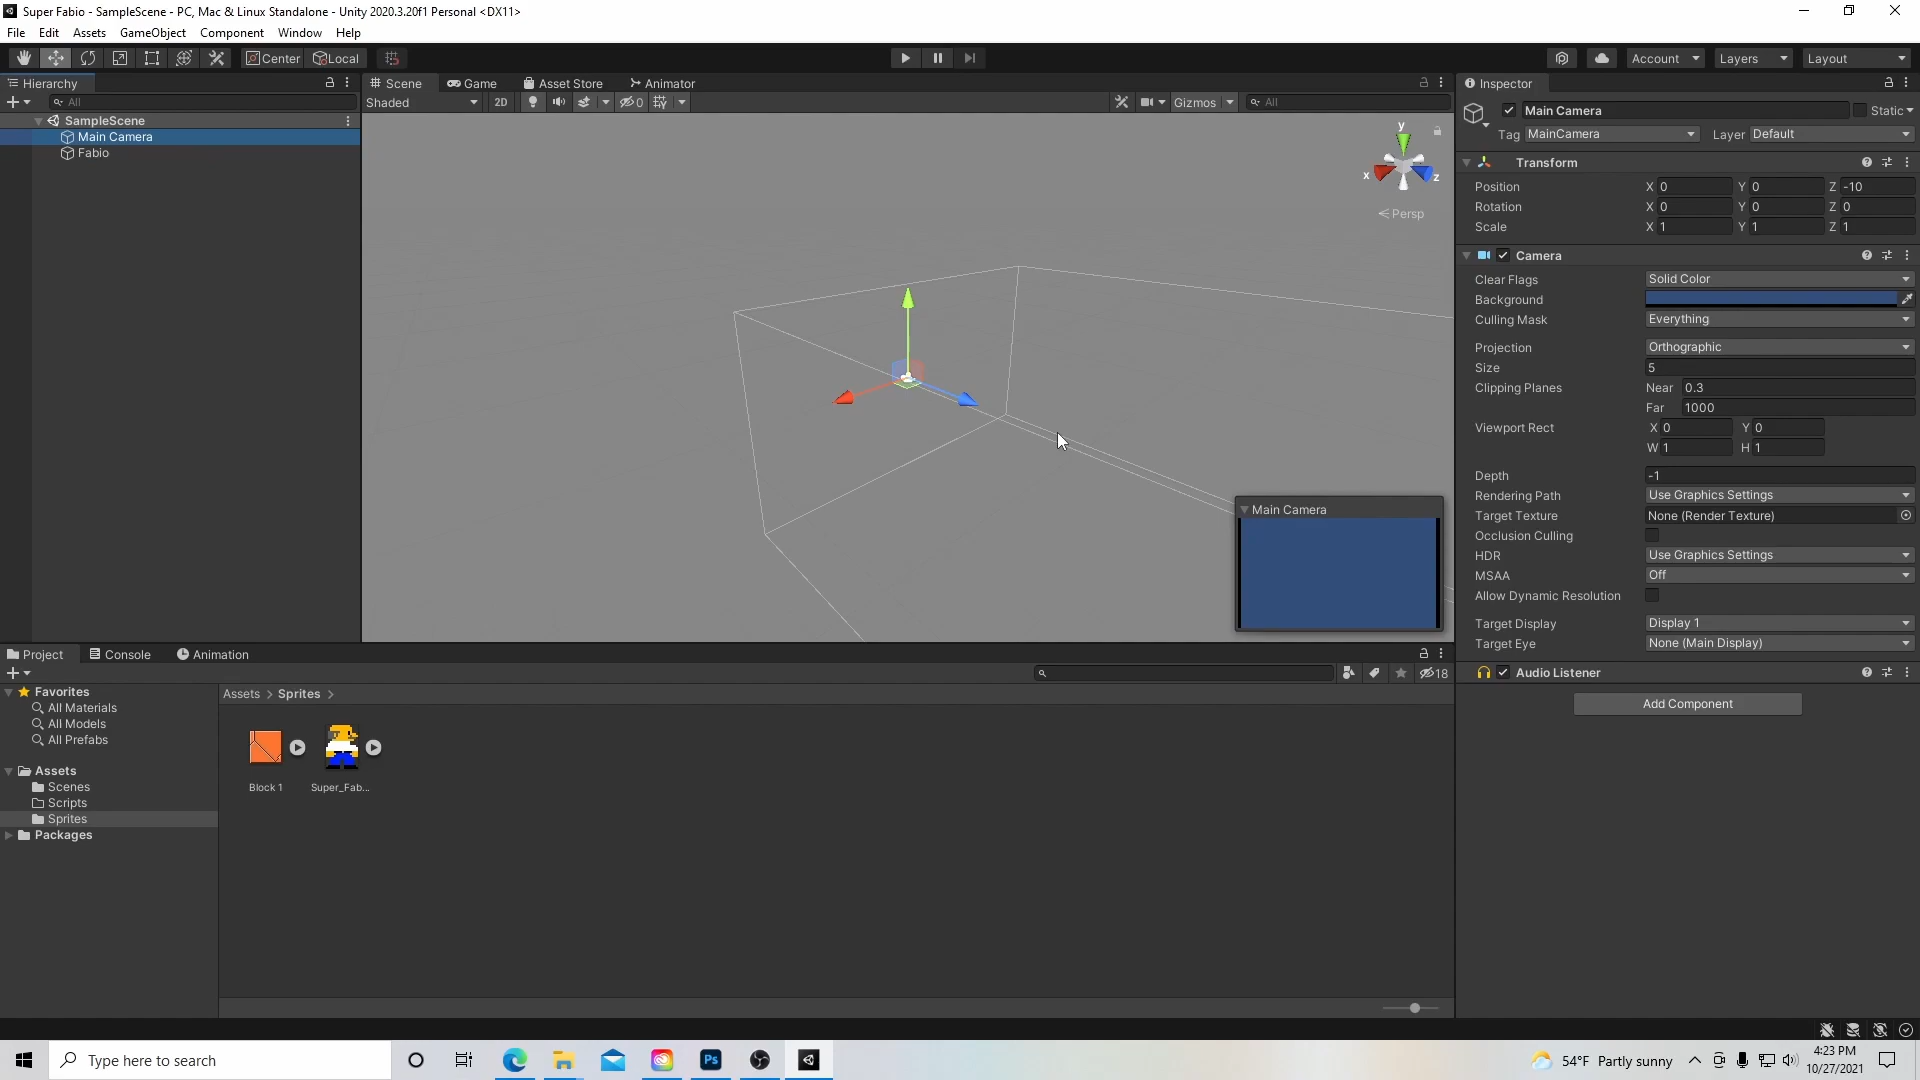 Super Fabio - SampleScene - PC, Mac & Linux Standalone - Unity 2020.3.20f1 Personal <DX11>
File Edit Assets GameObject Component Window Help
Center Local Account Layers Layout
Hierarchy Scene Game Asset Store Animator Inspector
All Shaded 2D 0 Gizmos All
SampleScene
Main Camera
Fabio
y
x
z
Persp
Main Camera
Main Camera Static
Tag MainCamera Layer Default
Transform
Position X 0 Y 0 Z -10
Rotation X 0 Y 0 Z 0
Scale X 1 Y 1 Z 1
Camera
Clear Flags Solid Color
Background
Culling Mask Everything
Projection Orthographic
Size 5
Clipping Planes Near 0.3
Far 1000
Viewport Rect X 0 Y 0
W 1 H 1
Depth -1
Rendering Path Use Graphics Settings
Target Texture None (Render Texture)
Occlusion Culling
HDR Use Graphics Settings
MSAA Off
Allow Dynamic Resolution
Target Display Display 1
Target Eye None (Main Display)
Audio Listener
Add Component
Project Console Animation
18
Favorites
All Materials
All Models
All Prefabs
Assets
Scenes
Scripts
Sprites
Packages
Assets > Sprites >
Block 1
Super_Fab...
Type here to search
Ps
54°F Partly sunny
4:23 PM
10/27/2021